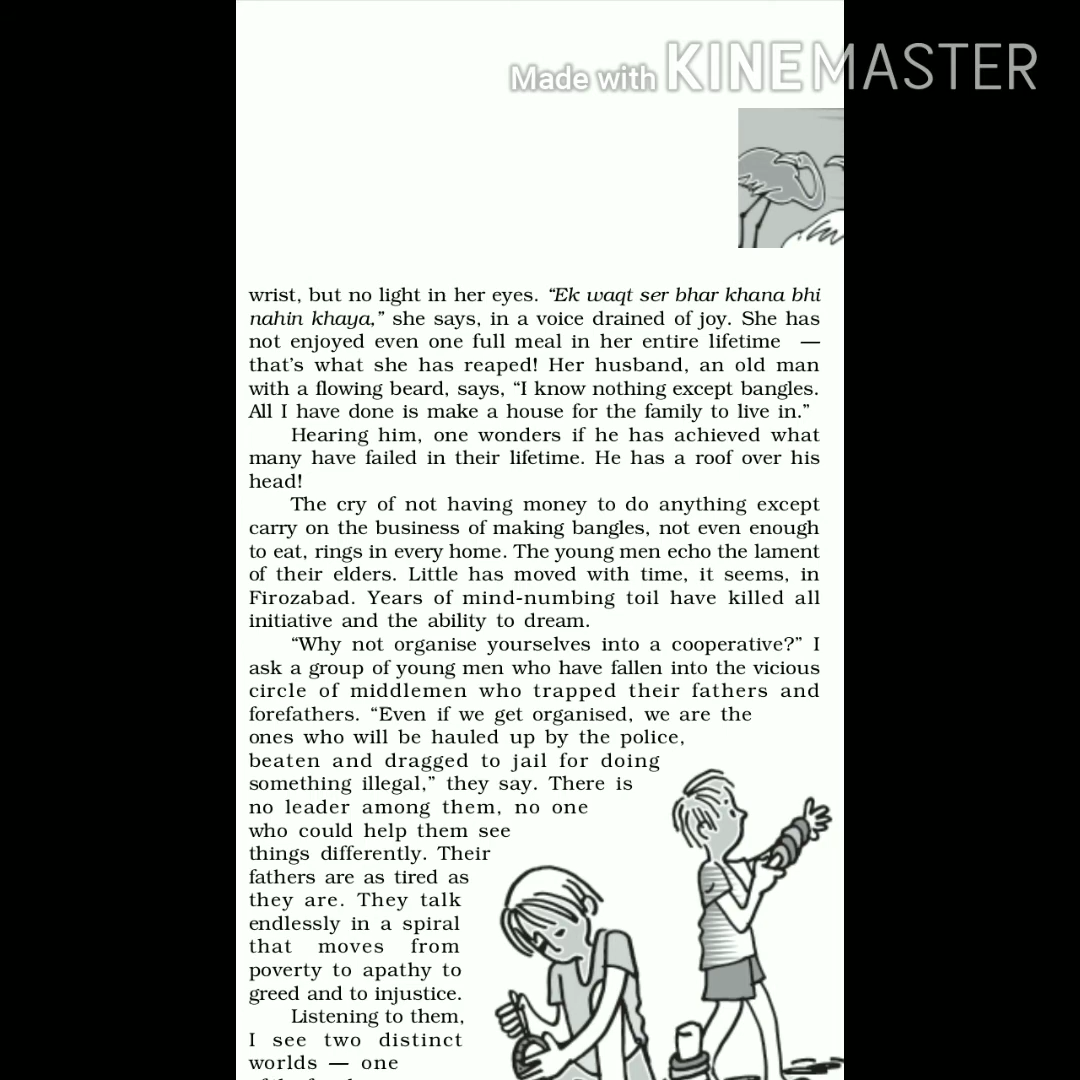 Made with KINEMASTER
wrist, but no light in her eyes. “Ek waqt ser bhar khana bhi
nahin khaya,” she says, in a voice drained of joy. She has
not enjoyed even one full meal in her entire lifetime —
that’s what she has reaped! Her husband, an old man
with a flowing beard, says, “I know nothing except bangles.
All I have done is make a house for the family to live in.”
Hearing him, one wonders if he has achieved what
many have failed in their lifetime. He has a roof over his
head!
The cry of not having money to do anything except
carry on the business of making bangles, not even enough
to eat, rings in every home. The young men echo the lament
of their elders. Little has moved with time, it seems, in
Firozabad. Years of mind-numbing toil have killed all
initiative and the ability to dream.
“Why not organise yourselves into a cooperative?” I
ask a group of young men who have fallen into the vicious
circle of middlemen who trapped their fathers and
forefathers. “Even if we get organised, we are the
ones who will be hauled up by the police,
beaten and dragged to jail for doing
something illegal,” they say. There is
no leader among them, no one
who could help them see
things differently. Their
fathers are as tired as
they are. They talk
endlessly in a spiral
that moves from
poverty to apathy to
greed and to injustice.
Listening to them,
I see two distinct
worlds — one